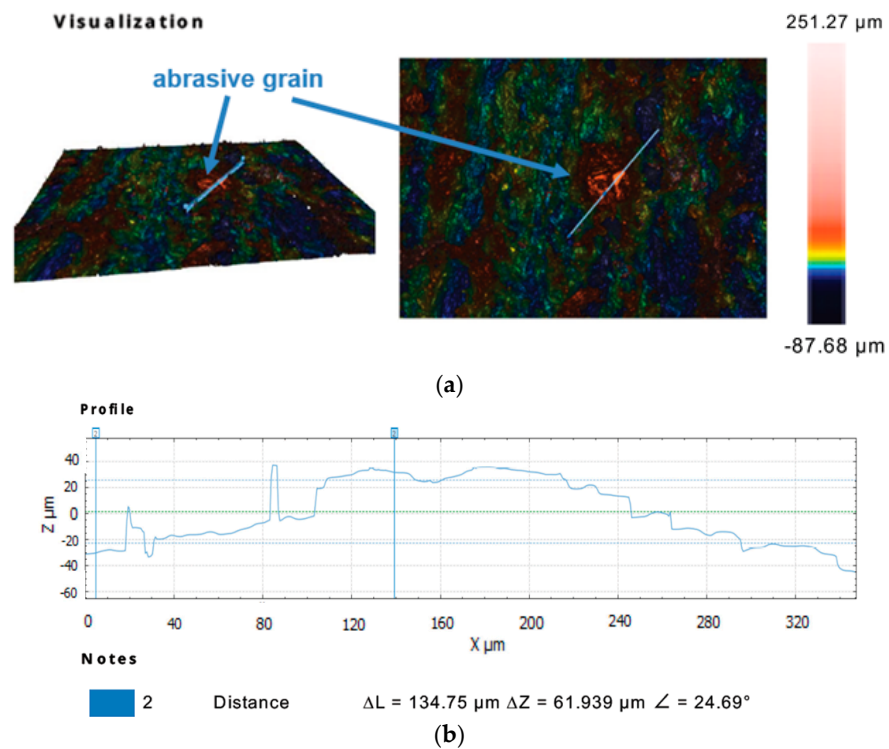 Visualization
251.27 µm
abrasive grain
-87.68 µm
(a)
Profile
2 2
40
20
0
-20
-40
-60
Z µm
0 40 80 120 160 200 240 280 320
X µm
Notes
2 Distance ΔL = 134.75 µm ΔZ = 61.939 µm ∠ = 24.69°
(b)